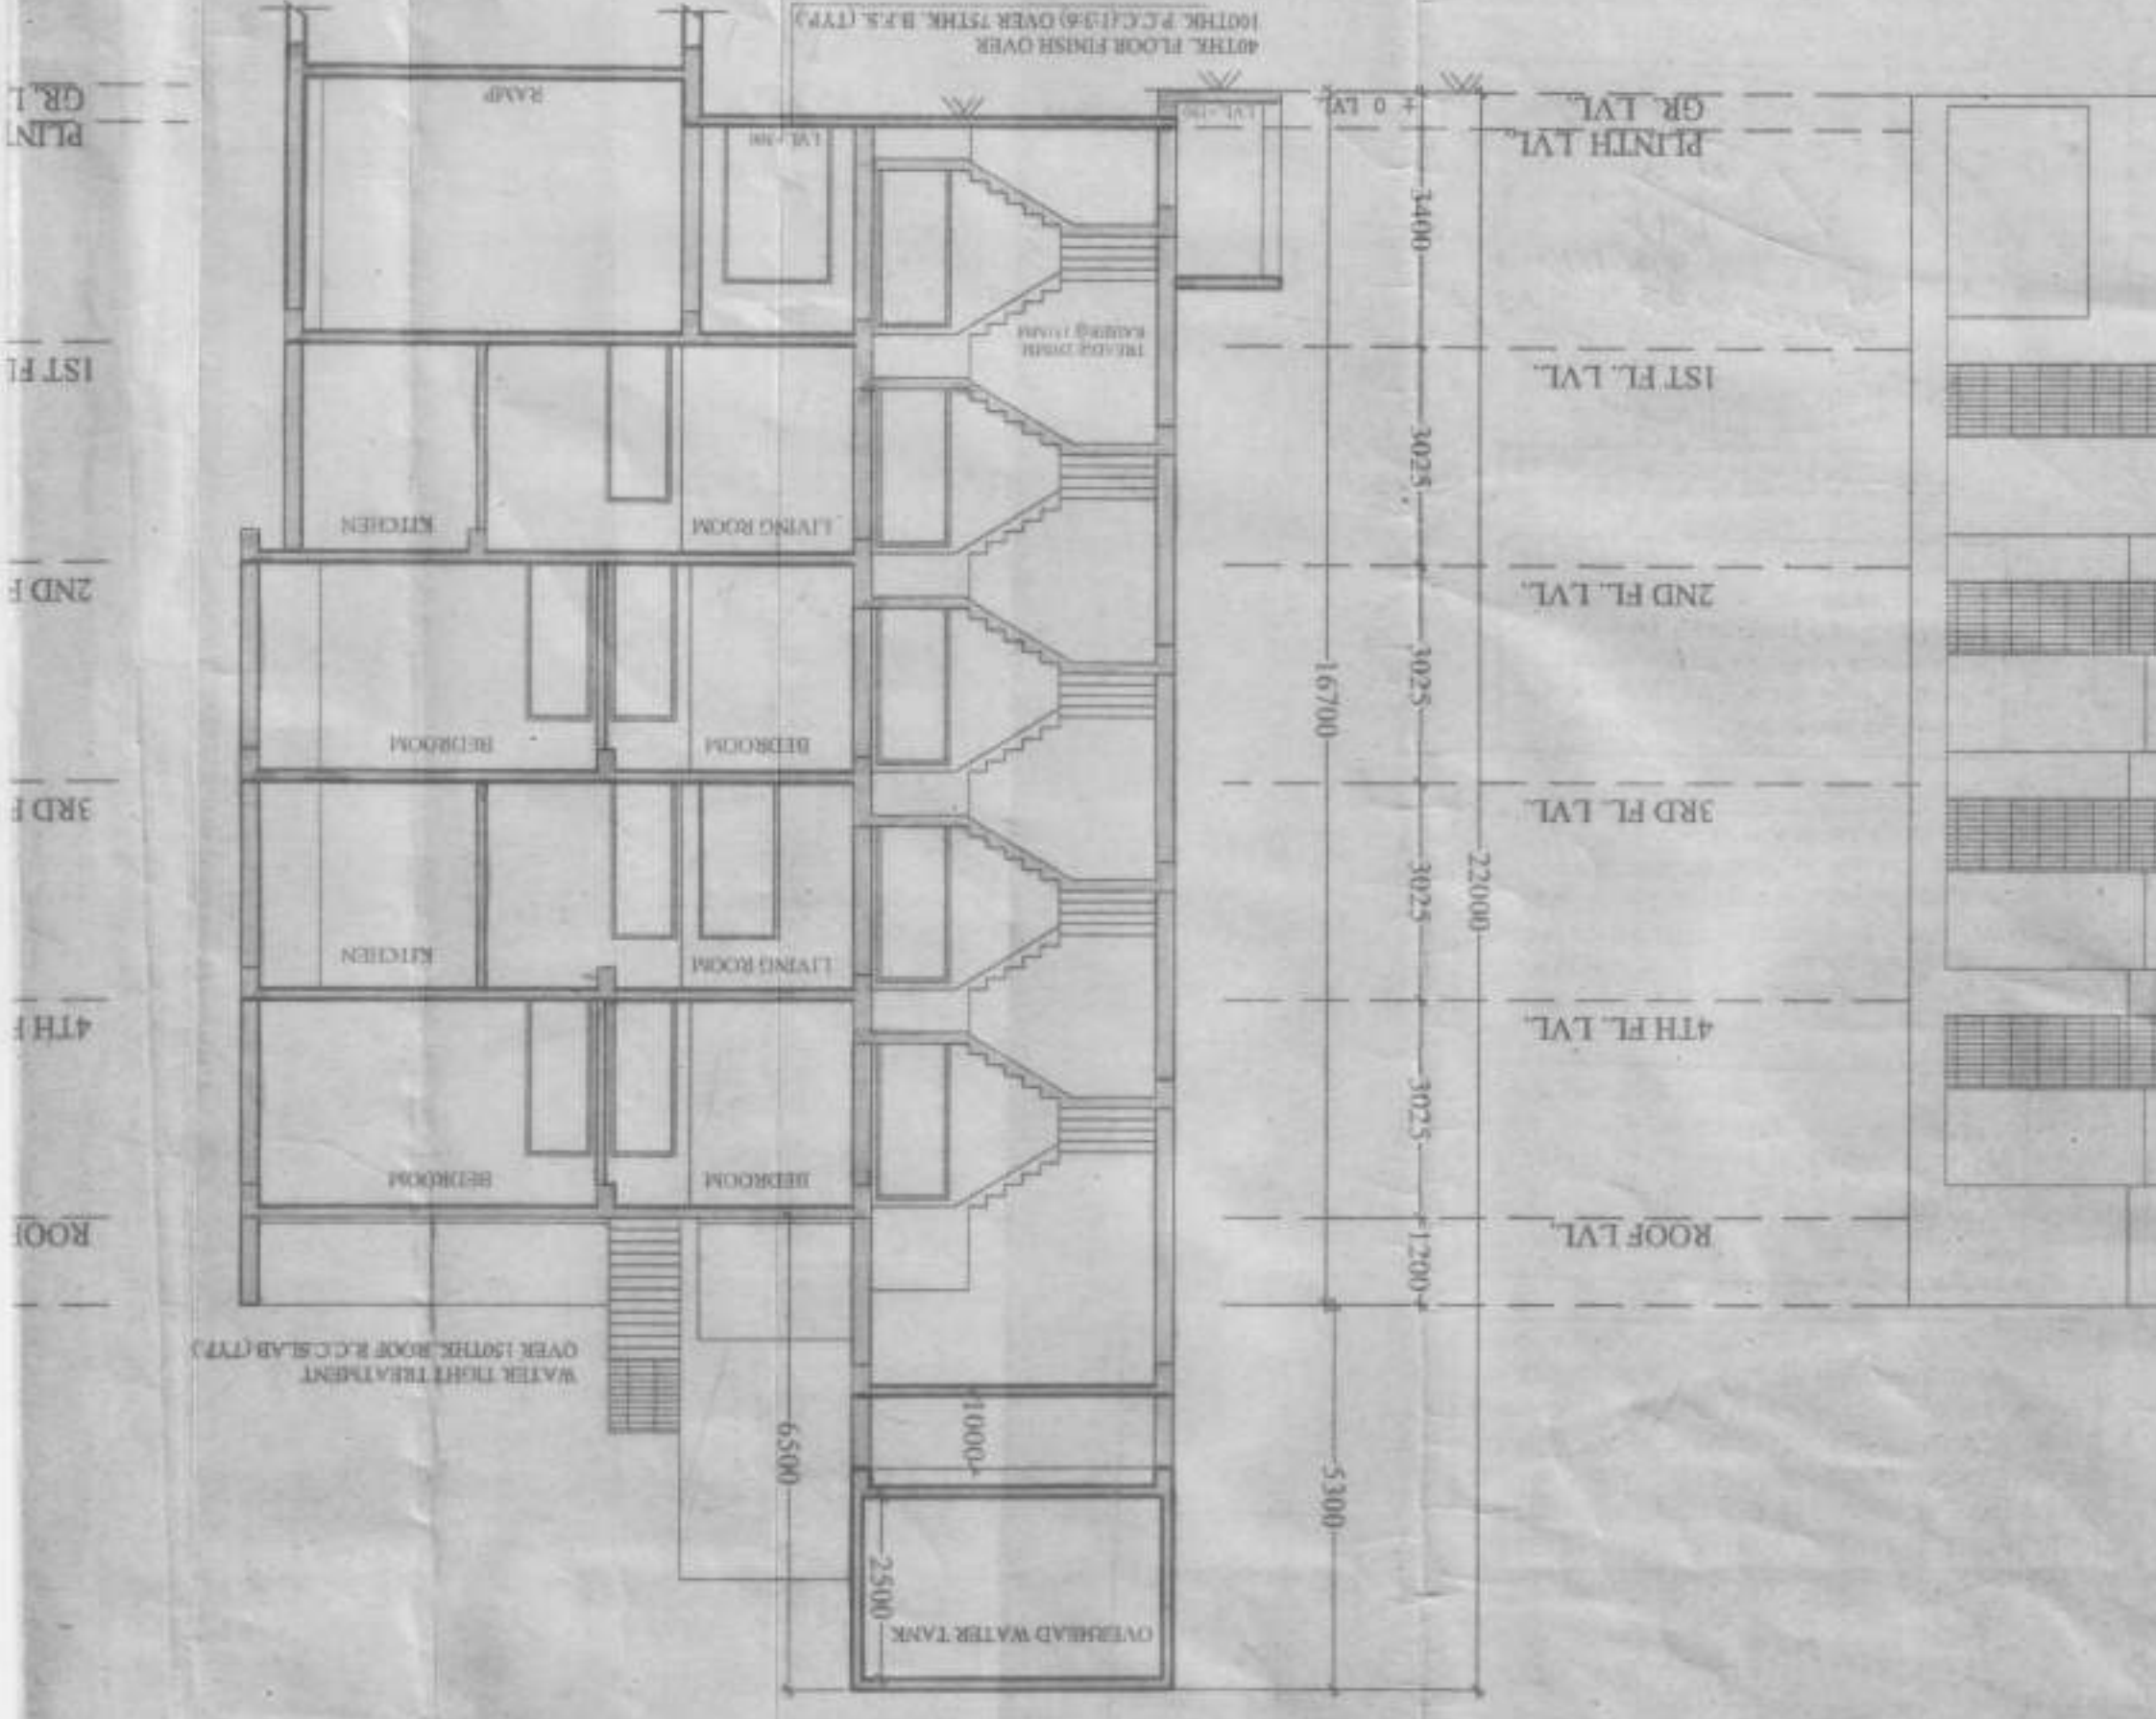 OVERHEAD WATER TANK
2500
5300
1000
6500
WATER TIGHT TREATMENT
OVER 150THK. ROOF R.C.C.SLAB (TYP.)
1200
ROOF LVL.
ROOF
BEDROOM
BEDROOM
3025
4TH FL. LVL.
4TH F
LIVING ROOM
KITCHEN
22000
3025
3RD FL. LVL.
3RD F
BEDROOM
BEDROOM
16700
3025
2ND FL. LVL.
2ND F
LIVING ROOM
KITCHEN
3025
1ST FL. LVL.
1ST FL
TREAD@ 250MM
3400
PLINTH LVL.
PLINT
GR. LVL.
GR. L
± 0 LVL
RAMP
40THK. FLOOR FINISH OVER
100THK. P.C.C.(1:3:6) OVER 75THK. B.F.S. (TYP.)